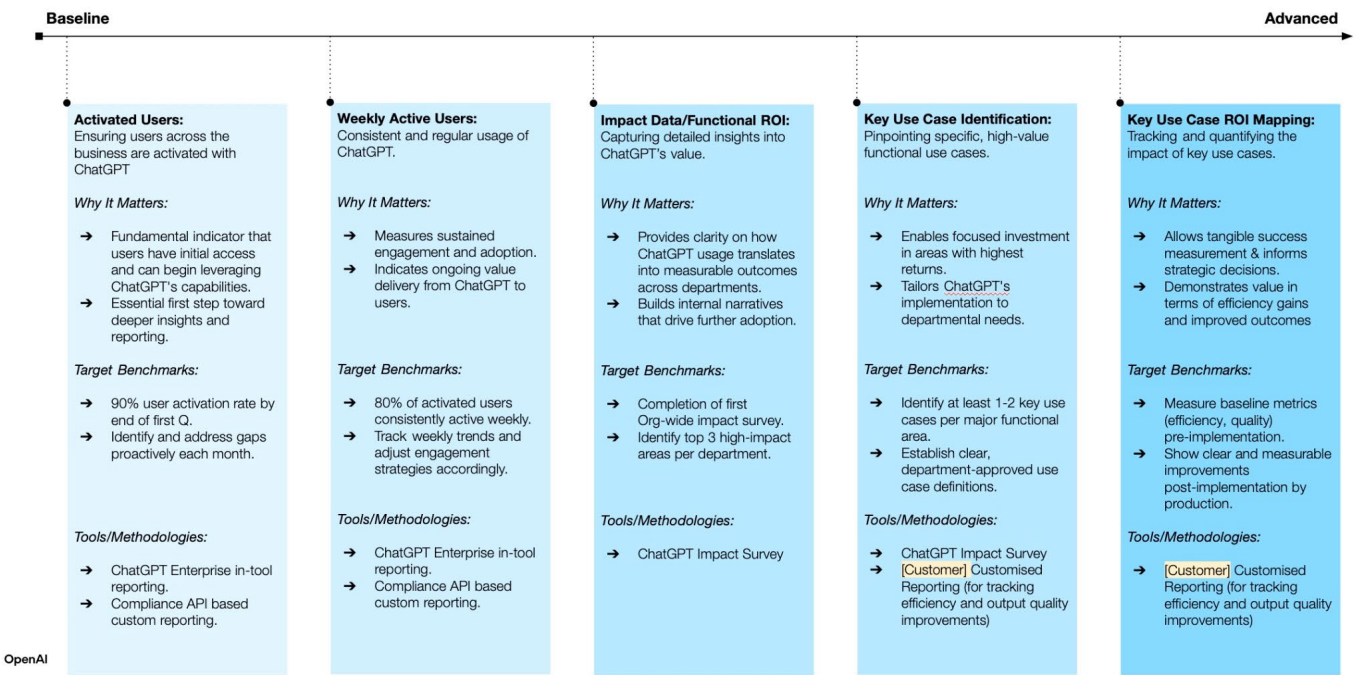 Baseline
Advanced
Activated Users:
Ensuring users across the
business are activated with
ChatGPT
Why It Matters:
➔ Fundamental indicator that
users have initial access
and can begin leveraging
ChatGPT's capabilities.
➔ Essential first step toward
deeper insights and
reporting.
Target Benchmarks:
➔ 90% user activation rate by
end of first Q.
➔ Identify and address gaps
proactively each month.
Tools/Methodologies:
➔ ChatGPT Enterprise in-tool
reporting.
➔ Compliance API based
custom reporting.
Weekly Active Users:
Consistent and regular usage of
ChatGPT.
Why It Matters:
➔ Measures sustained
engagement and adoption.
➔ Indicates ongoing value
delivery from ChatGPT to
users.
Target Benchmarks:
➔ 80% of activated users
consistently active weekly.
➔ Track weekly trends and
adjust engagement
strategies accordingly.
Tools/Methodologies:
➔ ChatGPT Enterprise in-tool
reporting.
➔ Compliance API based
custom reporting.
Impact Data/Functional ROI:
Capturing detailed insights into
ChatGPT's value.
Why It Matters:
➔ Provides clarity on how
ChatGPT usage translates
into measurable outcomes
across departments.
➔ Builds internal narratives
that drive further adoption.
Target Benchmarks:
➔ Completion of first
Org-wide impact survey.
➔ Identify top 3 high-impact
areas per department.
Tools/Methodologies:
➔ ChatGPT Impact Survey
Key Use Case Identification:
Pinpointing specific, high-value
functional use cases.
Why It Matters:
➔ Enables focused investment
in areas with highest
returns.
➔ Tailors ChatGPT's
implementation to
departmental needs.
Target Benchmarks:
➔ Identify at least 1-2 key use
cases per major functional
area.
➔ Establish clear,
department-approved use
case definitions.
Tools/Methodologies:
➔ ChatGPT Impact Survey
➔ [Customer] Customised
Reporting (for tracking
efficiency and output quality
improvements)
Key Use Case ROI Mapping:
Tracking and quantifying the
impact of key use cases.
Why It Matters:
➔ Allows tangible success
measurement & informs
strategic decisions.
➔ Demonstrates value in
terms of efficiency gains
and improved outcomes
Target Benchmarks:
➔ Measure baseline metrics
(efficiency, quality)
pre-implementation.
➔ Show clear and measurable
improvements
post-implementation by
production.
Tools/Methodologies:
➔ [Customer] Customised
Reporting (for tracking
efficiency and output quality
improvements)
OpenAI